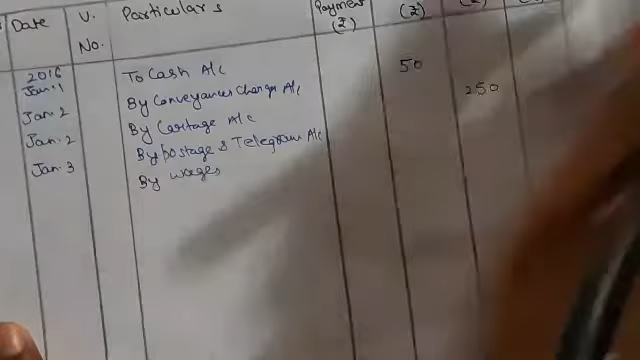 Date V. No. Particulars Payment (₹) (₹)
2016
Jan. 1 To Cash A/c
Jan. 2 By Conveyances Charges A/c 50
Jan. 2 By Cartage A/c 250
Jan. 3 By postage & Telegram A/c
By wages